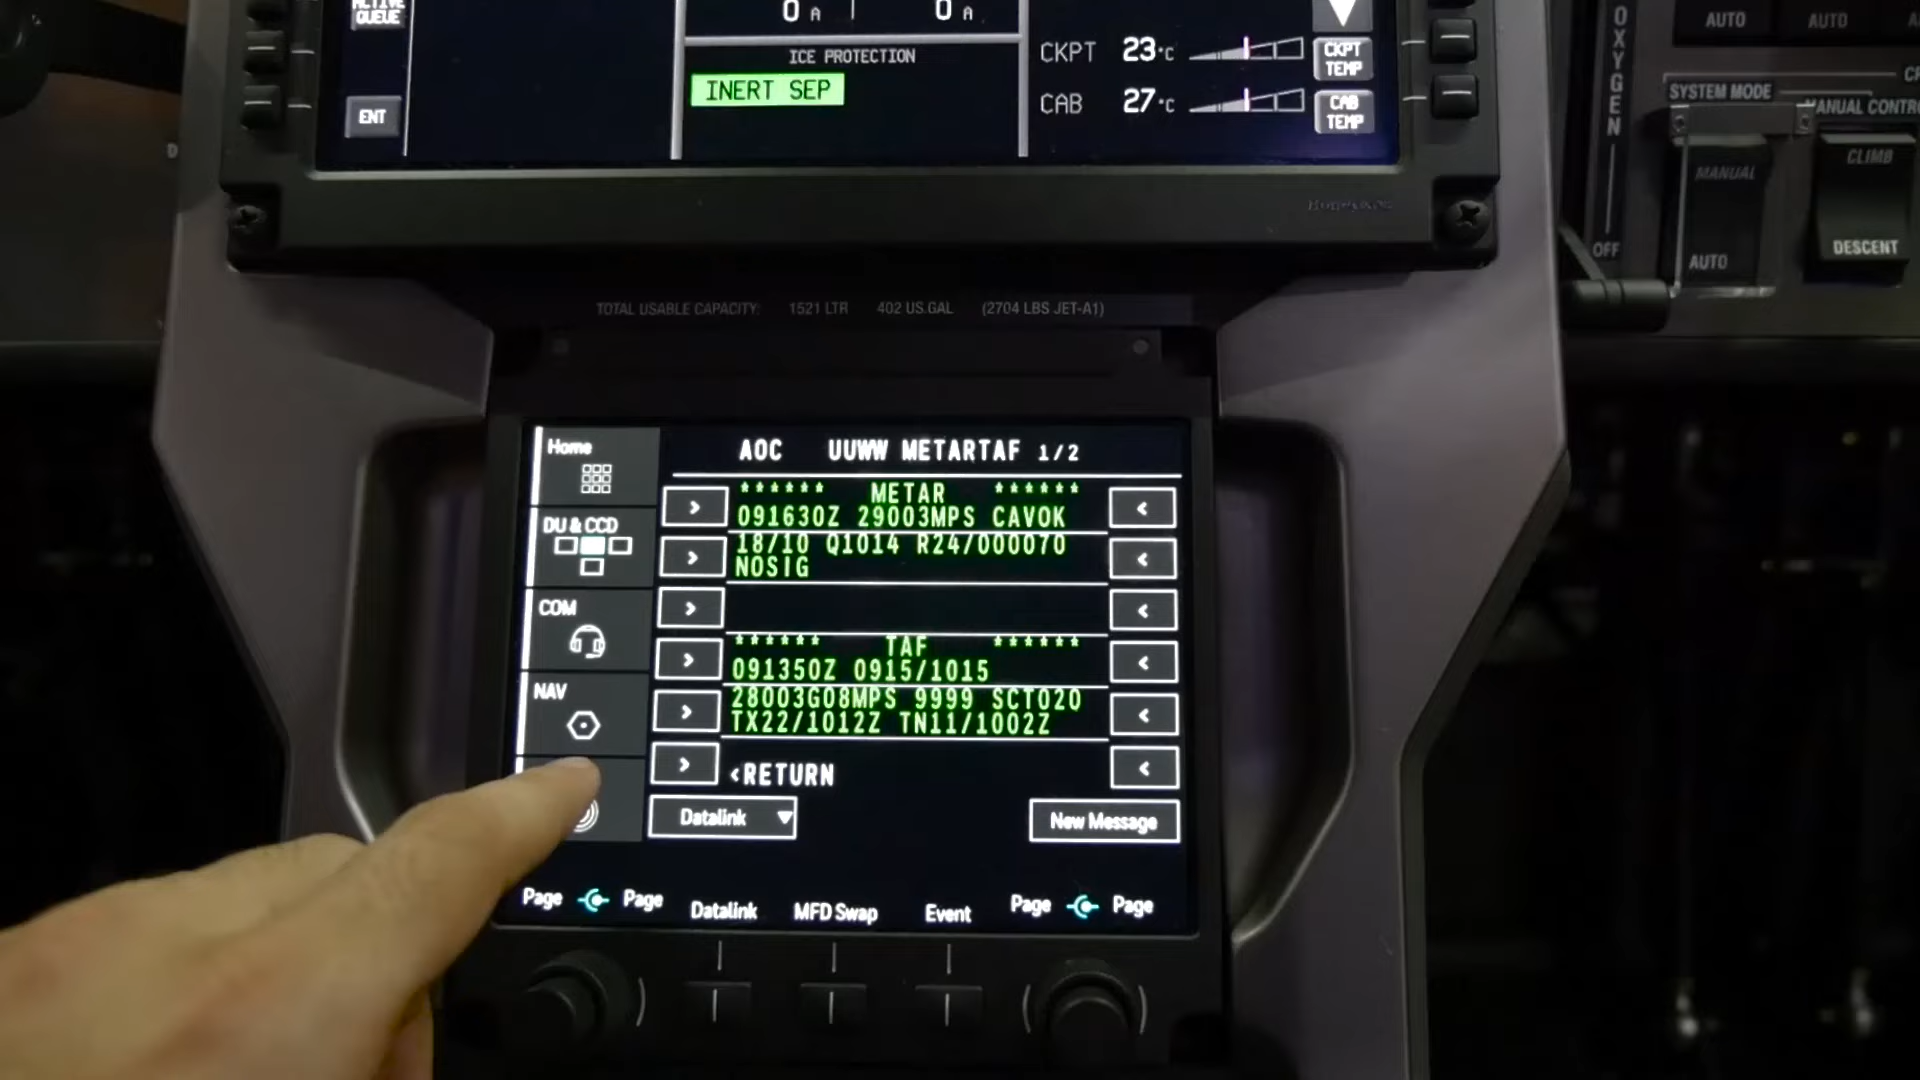 ACTIVE
QUEUE
0 A
0 A
ICE PROTECTION
INERT SEP
CKPT 23°C
CAB 27°C
CKPT
TEMP
CAB
TEMP
ENT
Honeywell
OXYGEN
OFF
AUTO
AUTO
SYSTEM MODE
MANUAL
AUTO
MANUAL
CLIMB
DESCENT
TOTAL USABLE CAPACITY: 1521 LTR 402 US.GAL (2704 LBS JET-A1)
Home
DU & CCD
COM
NAV
AOC UUWW METARTAF 1/2
****** METAR ******
091630Z 29003MPS CAVOK
18/10 Q1014 R24/000070
NOSIG
****** TAF ******
091350Z 0915/1015
28003G08MPS 9999 SCT020
TX22/1012Z TN11/1002Z
<RETURN
Datalink
New Message
Page Page
Datalink
MFD Swap
Event
Page Page